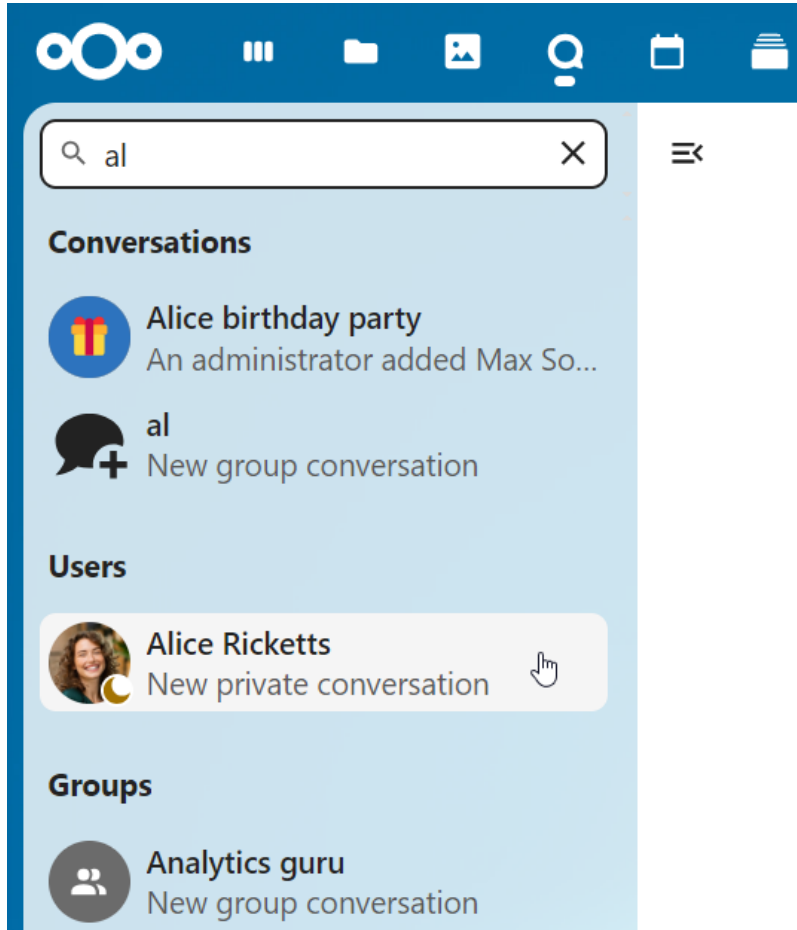 al
Conversations
Alice birthday party
An administrator added Max So...
al
New group conversation
Users
Alice Ricketts
New private conversation
Groups
Analytics guru
New group conversation